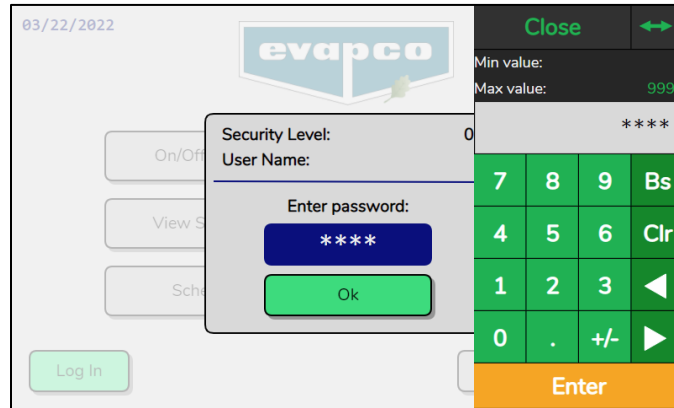 03/22/2022
evapco
On/Off
View S
Sche
Log In
Security Level: 0
User Name:
Enter password:
****
Ok
Close
Min value:
Max value: 999
****
7 8 9 Bs
4 5 6 Clr
1 2 3
0 . +/-
Enter